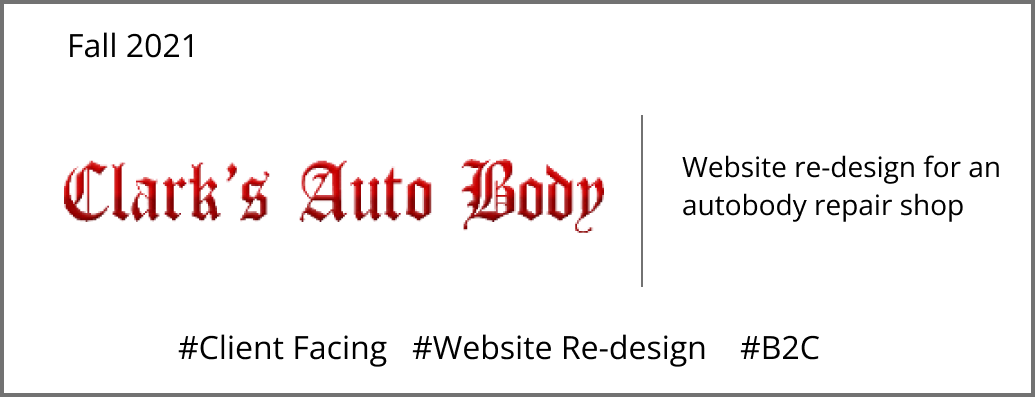 Fall 2021
Clark's Auto Body
Website re-design for an
autobody repair shop
#Client Facing #Website Re-design #B2C